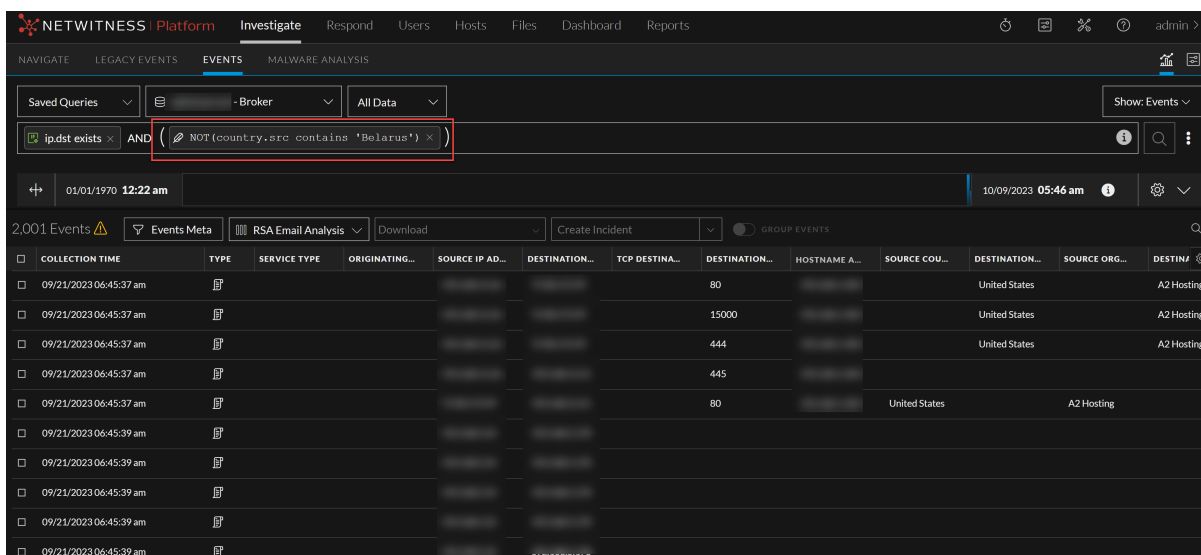 NETWITNESS | Platform Investigate Respond Users Hosts Files Dashboard Reports admin >
NAVIGATE LEGACY EVENTS EVENTS MALWARE ANALYSIS
Saved Queries - Broker All Data Show: Events
ip.dst exists × AND ( NOT(country.src contains 'Belarus') × )
01/01/1970 12:22 am 10/09/2023 05:46 am
2,001 Events Events Meta RSA Email Analysis Download Create Incident GROUP EVENTS
COLLECTION TIME TYPE SERVICE TYPE ORIGINATING... SOURCE IP AD... DESTINATION... TCP DESTINA... DESTINATION... HOSTNAME A... SOURCE COU... DESTINATION... SOURCE ORG... DESTINA
09/21/2023 06:45:37 am 80 United States A2 Hosting
09/21/2023 06:45:37 am 15000 United States A2 Hosting
09/21/2023 06:45:37 am 444 United States A2 Hosting
09/21/2023 06:45:37 am 445
09/21/2023 06:45:37 am 80 United States A2 Hosting
09/21/2023 06:45:39 am
09/21/2023 06:45:39 am
09/21/2023 06:45:39 am
09/21/2023 06:45:39 am
09/21/2023 06:45:39 am